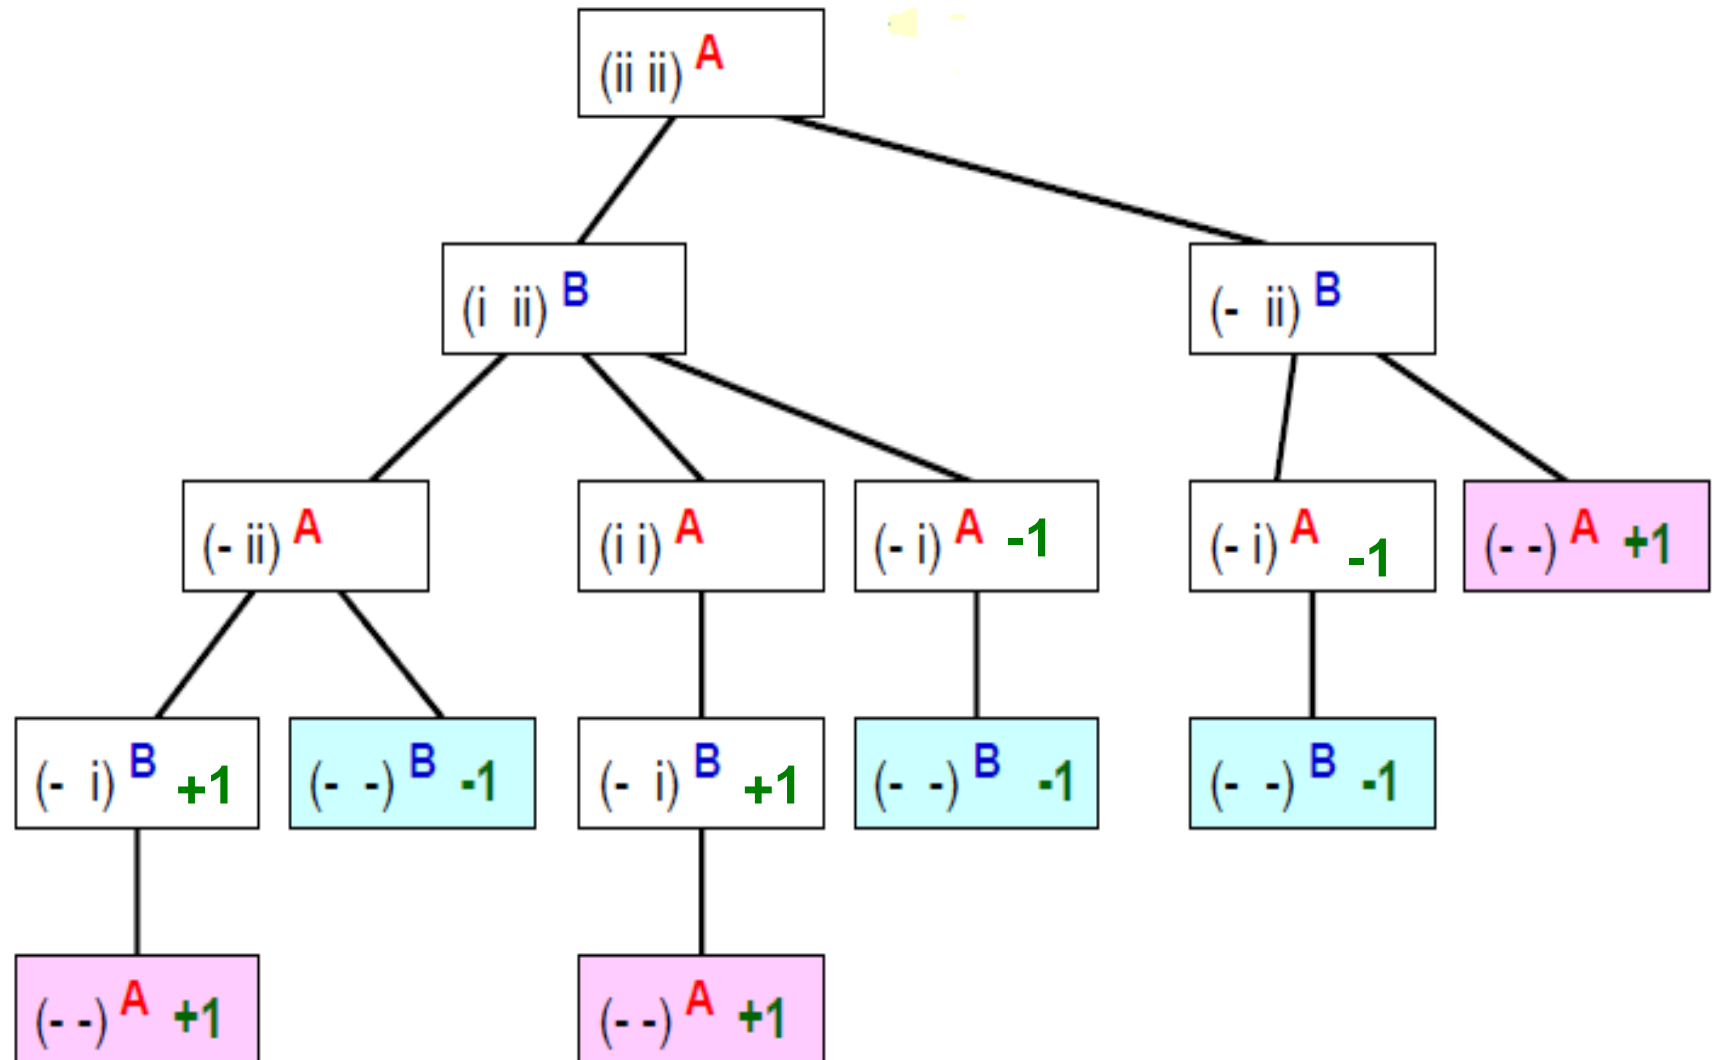 (ii ii) A
(i ii) B
(- ii) B
(- ii) A
(i i) A
(- i) A -1
(- i) A -1
(- -) A +1
(- i) B +1
(- -) B -1
(- i) B +1
(- -) B -1
(- -) B -1
(- -) A +1
(- -) A +1